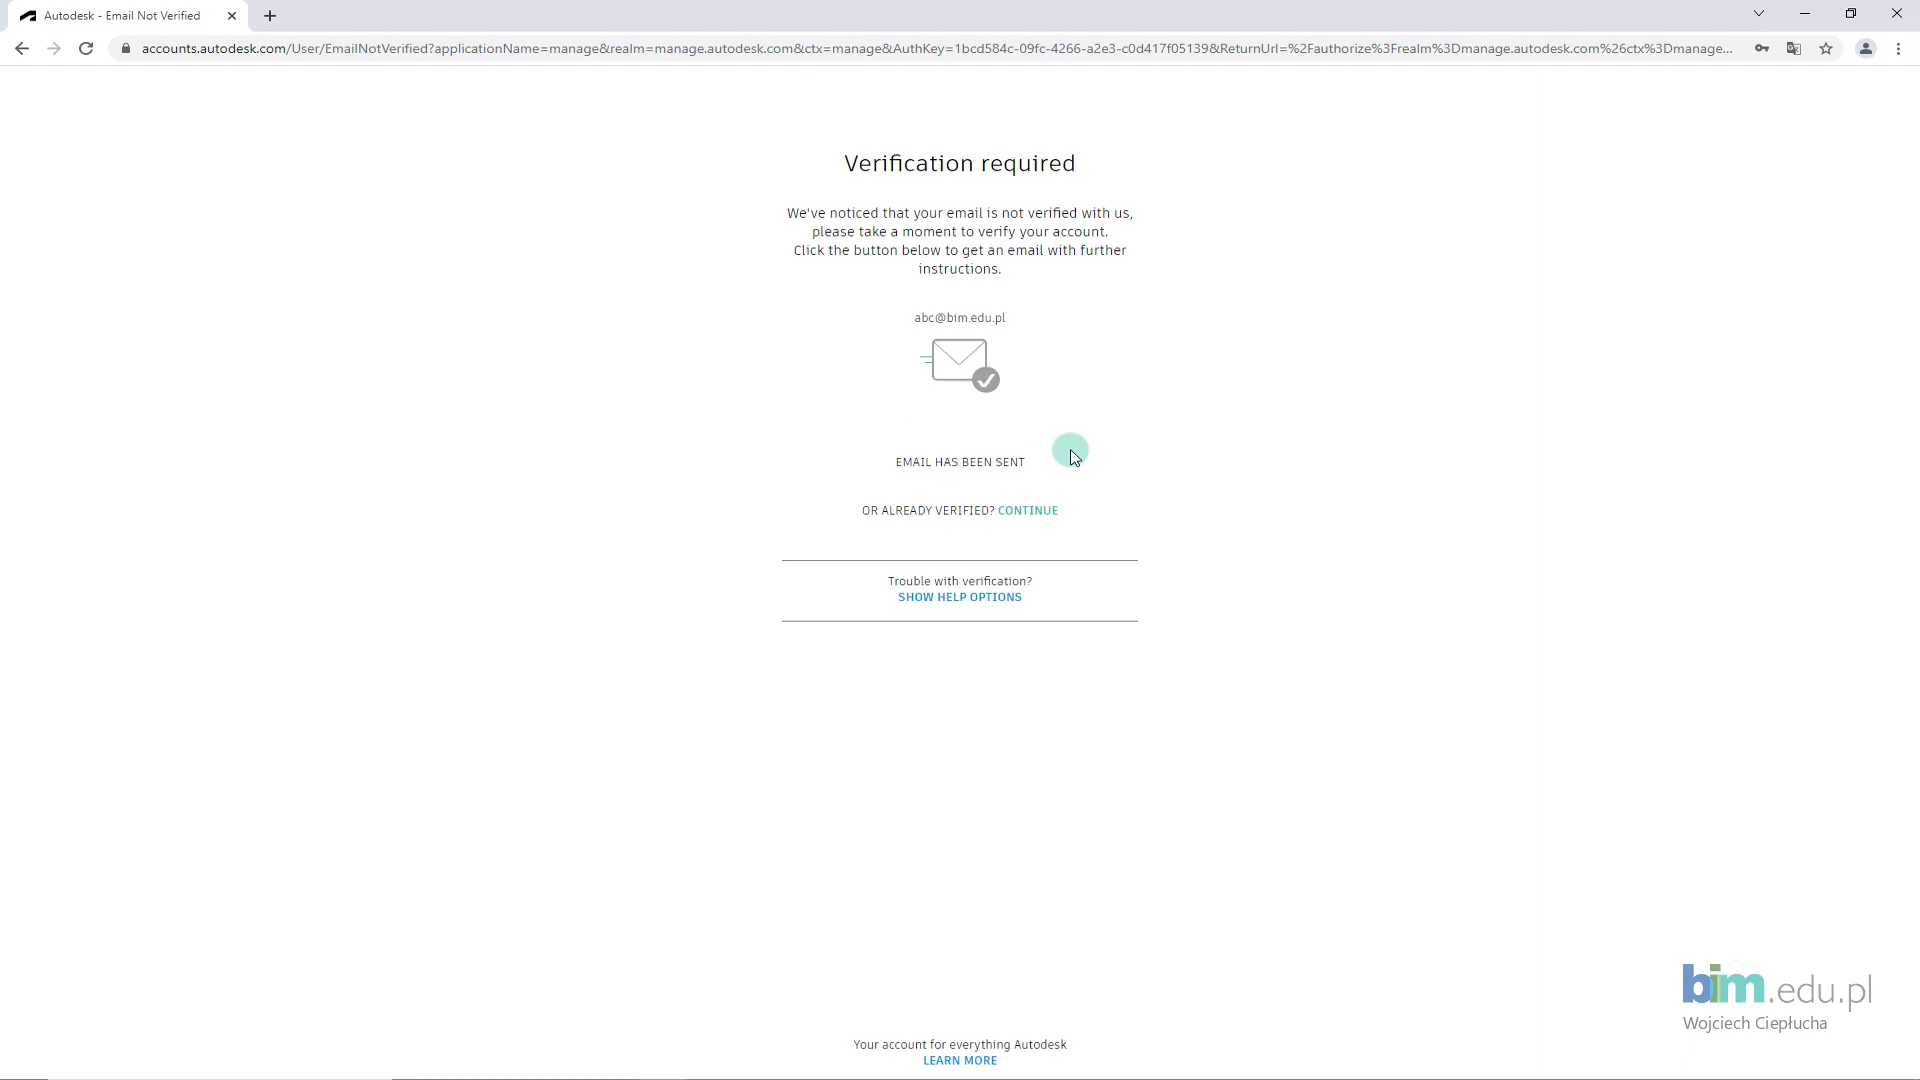 Autodesk - Email Not Verified
accounts.autodesk.com/User/EmailNotVerified?applicationName=manage&realm=manage.autodesk.com&ctx=manage&AuthKey=1bcd584c-09fc-4266-a2e3-c0d417f05139&ReturnUrl=%2Fauthorize%3Frealm%3Dmanage.autodesk.com%26ctx%3Dmanage...
Verification required
We've noticed that your email is not verified with us,
please take a moment to verify your account.
Click the button below to get an email with further
instructions.
abc@bim.edu.pl
EMAIL HAS BEEN SENT
OR ALREADY VERIFIED? CONTINUE
Trouble with verification?
SHOW HELP OPTIONS
bim.edu.pl
Wojciech Ciepłucha
Your account for everything Autodesk
LEARN MORE